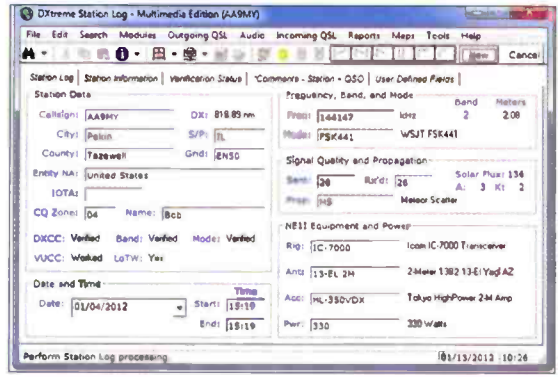 DXtreme Station Log - Multimedia Edition (AA9MY)
File Edit Search Modules Outgoing QSL Audio Incoming QSL Reports Maps Tools Help
New Cancel
Station Log Station Information Verification Status *Comments - Station + QSO User Defined Fields
Station Data
Callsign: AA9MY DX: 818.89 nm
City: Pekin S/P: IL
County: Tazewell Grid: EN50
Entity NA: United States
IOTA:
CQ Zone: 04 Name: Bob
DXCC: Verified Band: Verified Mode: Verified
VUCC: Worked LoTW: Yes
Date and Time
Time
Date: 01/04/2012 Start: 15:19
End: 15:19
Frequency, Band, and Mode
Band Meters
Freq: 144147 kHz 2 2.08
Mode: FSK441 WSJT FSK441
Signal Quality and Propagation
Sent: 26 Rx'd: 26 Solar Flux: 136
A: 3 K: 2
Prop: MS Meteor Scatter
NE1I Equipment and Power
Rig: IC-7000 Icom IC-7000 Transceiver
Ant: 13-EL 2M 2-Meter 13B2 13-El Yagi AZ
Acc: HL-350VDX Tokyo HighPower 2-M Amp
Pwr: 330 330 Watts
Perform Station Log processing. 01/13/2012 10:26